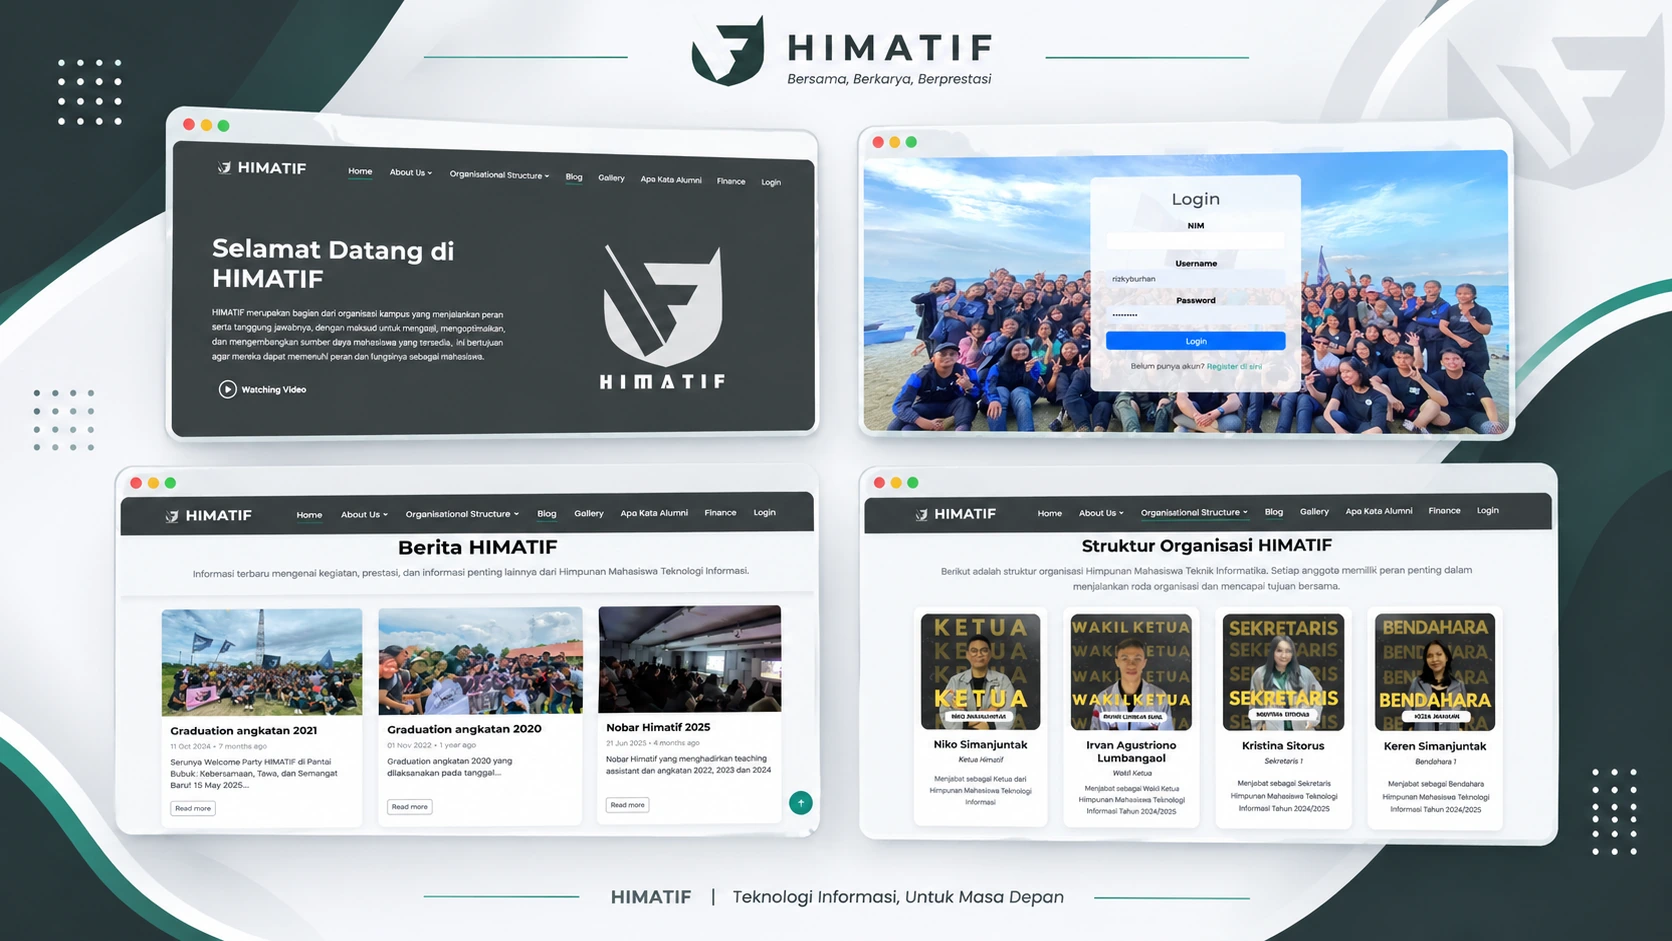 HIMATIF
Bersama, Berkarya, Berprestasi
HIMATIF
Home
About Us
Organisational Structure
Blog
Gallery
Apa Kata Alumni
Finance
Login
Selamat Datang di
HIMATIF
HIMATIF merupakan bagian dari organisasi kampus yang menjalankan peran
serta tanggung jawabnya, dengan maksud untuk mengagij, mengoptimalkan,
dan mengembangkan sumber daya mahasiswa yang tersedia, ini bertujuan
agar mereka dapat memenuhi peran dan fungsinya sebagai mahasiswa.
Watching Video
HIMATIF
Login
NIM
Username
rizkyburhan
Password
Login
Belum punya akun? Register di sini
HIMATIF
Home
About Us
Organisational Structure
Blog
Gallery
Apa Kata Alumni
Finance
Login
Berita HIMATIF
Informasi terbaru mengenai kegiatan, prestasi, dan informasi penting lainnya dari Himpunan Mahasiswa Teknologi Informasi.
Graduation angkatan 2021
11 Oct 2024 • 7 months ago
Serunya Welcome Party HIMATIF di Pantai
Bubuk: Kebersamaan, Tawa, dan Semangat
Baru! 15 May 2025...
Read more
Graduation angkatan 2020
01 Nov 2022 • 1 year ago
Graduation angkatan 2020 yang
dilaksanakan pada tanggal...
Read more
Nobar Himatif 2025
21 Jun 2025 • 4 months ago
Nobar Himatif yang menghadirkan teaching
assistant dan angkatan 2022, 2023 dan 2024
Read more
HIMATIF
Home
About Us
Organisational Structure
Blog
Gallery
Apa Kata Alumni
Finance
Login
Struktur Organisasi HIMATIF
Berikut adalah struktur organisasi Himpunan Mahasiswa Teknik Informatika. Setiap anggota memilik peran penting dalam
menjalankan roda organisasi dan mencapai tujuan bersama.
KETUA
KETUA
Niko Simanjuntak
Ketua Himatif
Menjabat sebagai Ketua dari
Himpunan Mahasiswa Teknologi
Informasi
WAKIL KETUA
WAKIL KETUA
Irvan Agustriono
Lumbangaol
Wakil Ketua
Menjabat sebagai Wakil Ketua
Himpunan Mahasiswa Teknologi
Informasi Tahun 2024/2025
SEKRETARIS
SEKRETARIS
Kristina Sitorus
Sekretaris 1
Menjabat sebagai Sekretaris
Himpunan Mahasiswa Teknologi
Informasi Tahun 2024/2025
BENDAHARA
BENDAHARA
Keren Simanjuntak
Bendahara 1
Menjabat sebagai Bendahara
Himpunan Mahasiswa Teknologi
Informasi Tahun 2024/2025
HIMATIF | Teknologi Informasi, Untuk Masa Depan